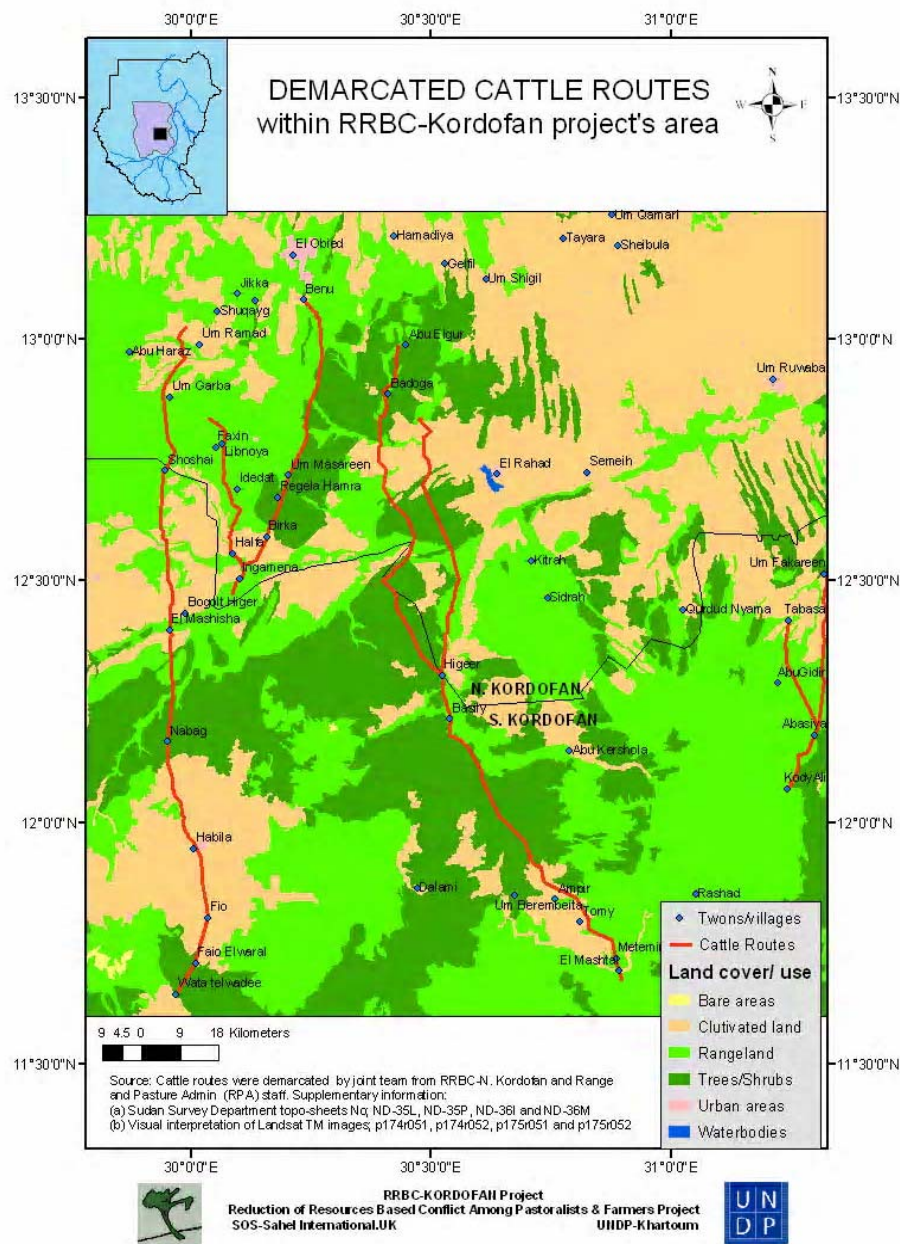 30°0'0"E 30°30'0"E 31°0'0"E
DEMARCATED CATTLE ROUTES
within RRBC-Kordofan project's area
N
W E
S
13°30'0"N 13°30'0"N
Um Qamari
El Obied
Hamadiya
Tayara
Sheibula
Gelfil
Um Shigil
Jikka
Benu
Shuqayg
13°0'0"N 13°0'0"N
Um Ramad
Abu Elgur
Abu Haraz
Um Ruwaba
Um Garba
Badoga
Faxin
Libnoya
Shoshai
Idedat
Um Masareen
El Rahad
Semeih
Regela Hamra
Birka
Halfa
Kitrah
Um Fakareen
12°30'0"N 12°30'0"N
Ingamena
Bogolt Higer
Sidrah
Qurdud Nyama
Tabasa
El Mashisha
Higeer
N. KORDOFAN
Abu Gidir
Basiry
S. KORDOFAN
Nabag
Abu Kershola
Abasiya
Kody Ali
12°0'0"N 12°0'0"N
Habila
Dalami
Um Berembeita
Rashad
Fio
Tomy
Faio Elwaral
El Mashtal
Wata telwadee
Twons/villages
Cattle Routes
Land cover/ use
Bare areas
Clutivated land
Rangeland
Trees/Shrubs
Urban areas
Waterbodies
9 4.5 0 9 18 Kilometers
11°30'0"N 11°30'0"N
Source: Cattle routes were demarcated by joint team from RRBC-N. Kordofan and Range
and Pasture Admin (RPA) staff. Supplementary information:
(a) Sudan Survey Department topo-sheets No; ND-35L, ND-35P, ND-36I and ND-36M
(b) Visual interpretation of Landsat TM images; p174r051, p174r052, p175r051 and p175r052
30°0'0"E 30°30'0"E 31°0'0"E
RRBC-KORDOFAN Project
Reduction of Resources Based Conflict Among Pastoralists & Farmers Project
SOS-Sahel International.UK UNDP-Khartoum
U N
D P